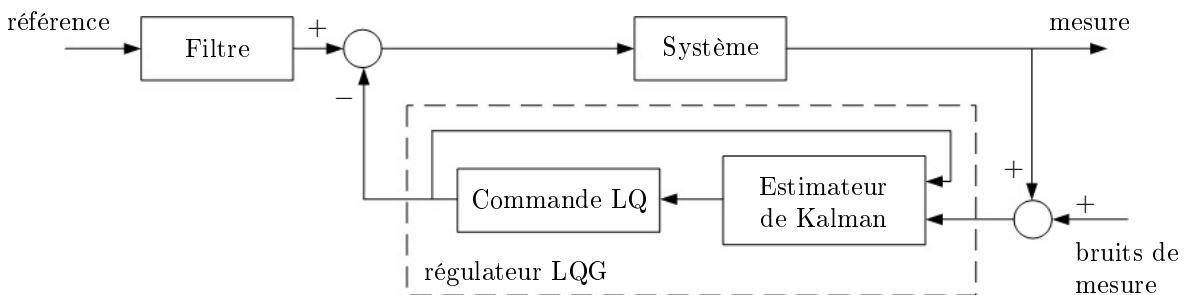 référence
Filtre
+
−
Système
mesure
Commande LQ
Estimateur
de Kalman
+
+
bruits de
mesure
régulateur LQG